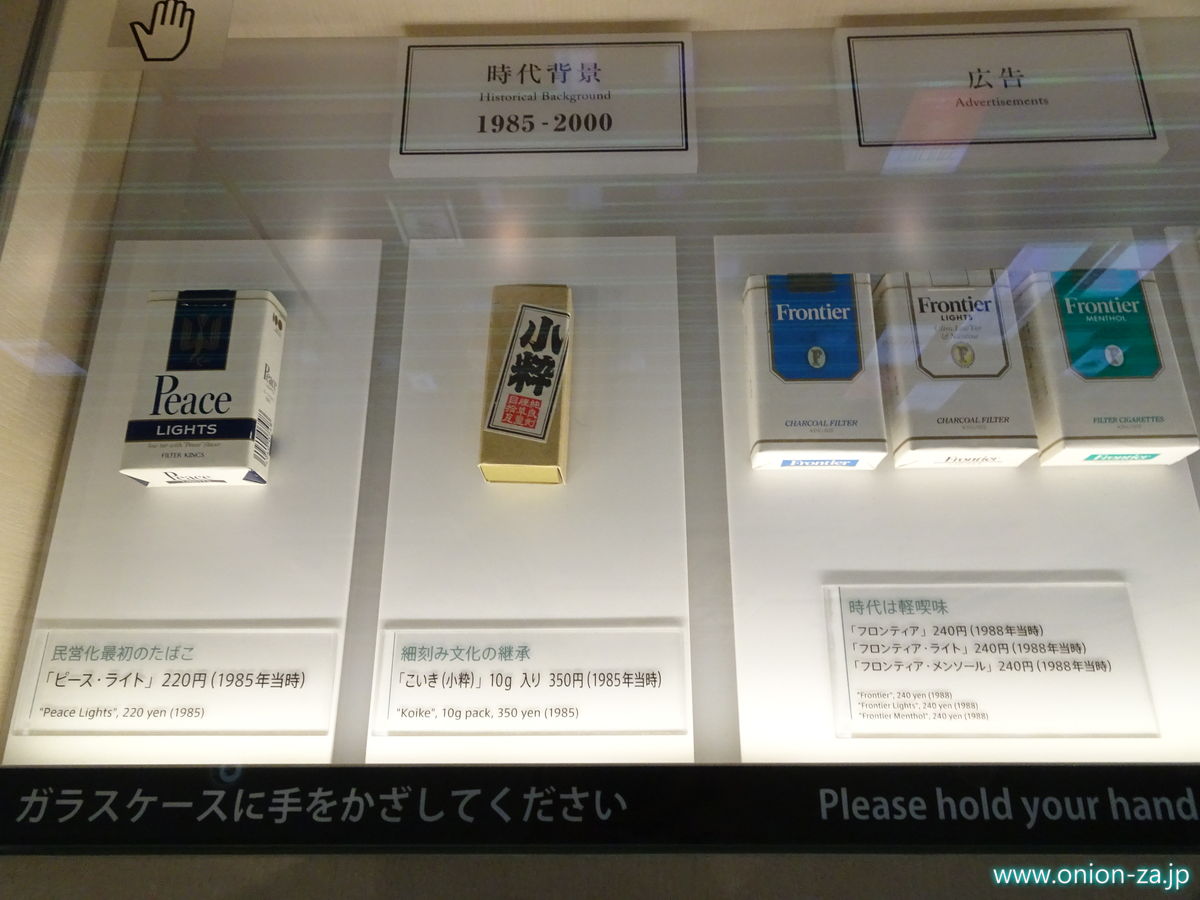 時代背景
Historical Background
1985 - 2000
広告
Advertisements
Peace
LIGHTS
FILTER KINGS
Peace
Peace
小粋
Frontier
CHARCOAL FILTER
Frontier
Frontier
LIGHTS
Ultra Low Tar
& Nicotine
CHARCOAL FILTER
Frontier
Frontier
MENTHOL
FILTER CIGARETTES
Frontier
民営化最初のたばこ
「ピース・ライト」 220円(1985年当時)
"Peace Lights", 220 yen (1985)
細刻み文化の継承
「こいき(小粋)」 10g 入り 350円(1985年当時)
"Koike", 10g pack, 350 yen (1985)
時代は軽喫味
「フロンティア」 240円(1988年当時)
「フロンティア・ライト」 240円(1988年当時)
「フロンティア・メンソール」 240円(1988年当時)
"Frontier", 240 yen (1988)
"Frontier Lights", 240 yen (1988)
"Frontier Menthol", 240 yen (1988)
ガラスケースに手をかざしてください
Please hold your hand
www.onion-za.jp